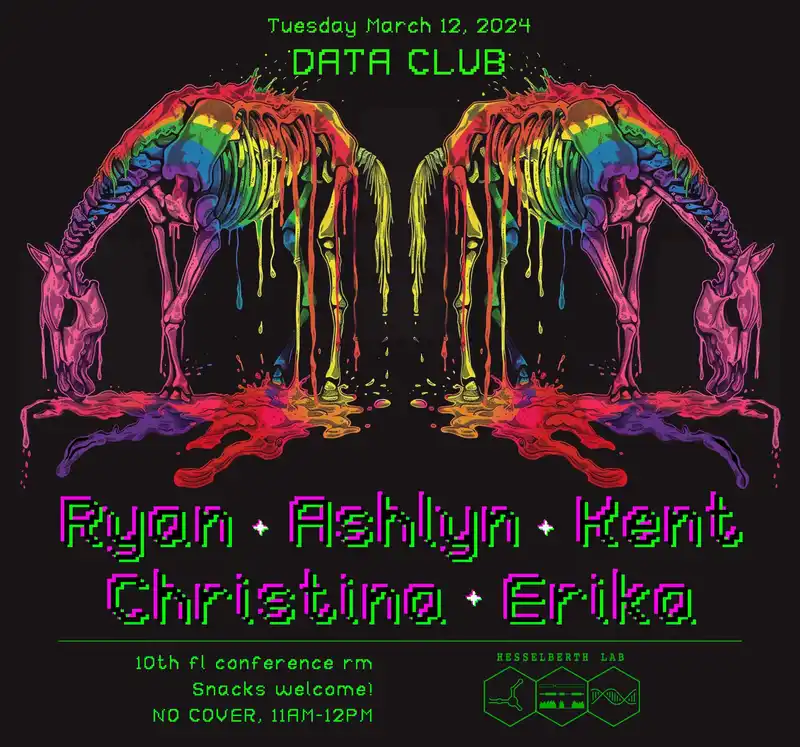 Tuesday March 12, 2024
DATA CLUB
Ryan ✦ Ashlyn ✦ Kent
Christina ✦ Erika
10th fl conference rm
Snacks welcome!
NO COVER, 11AM-12PM
HESSELBERTH LAB